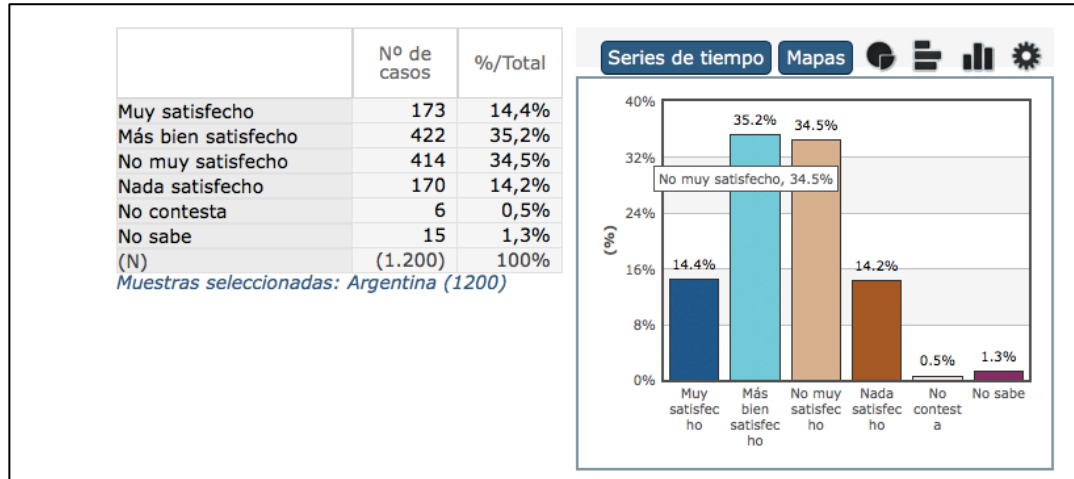 Nº de casos %/Total
Muy satisfecho 173 14,4%
Más bien satisfecho 422 35,2%
No muy satisfecho 414 34,5%
Nada satisfecho 170 14,2%
No contesta 6 0,5%
No sabe 15 1,3%
(N) (1.200) 100%
Muestras seleccionadas: Argentina (1200)
Series de tiempo Mapas
40%
32%
24%
16%
8%
0%
(%)
14.4%
35.2%
34.5%
14.2%
0.5%
1.3%
No muy satisfecho, 34.5%
Muy satisfec ho
Más bien satisfec ho
No muy satisfec ho
Nada satisfec ho
No contest a
No sabe